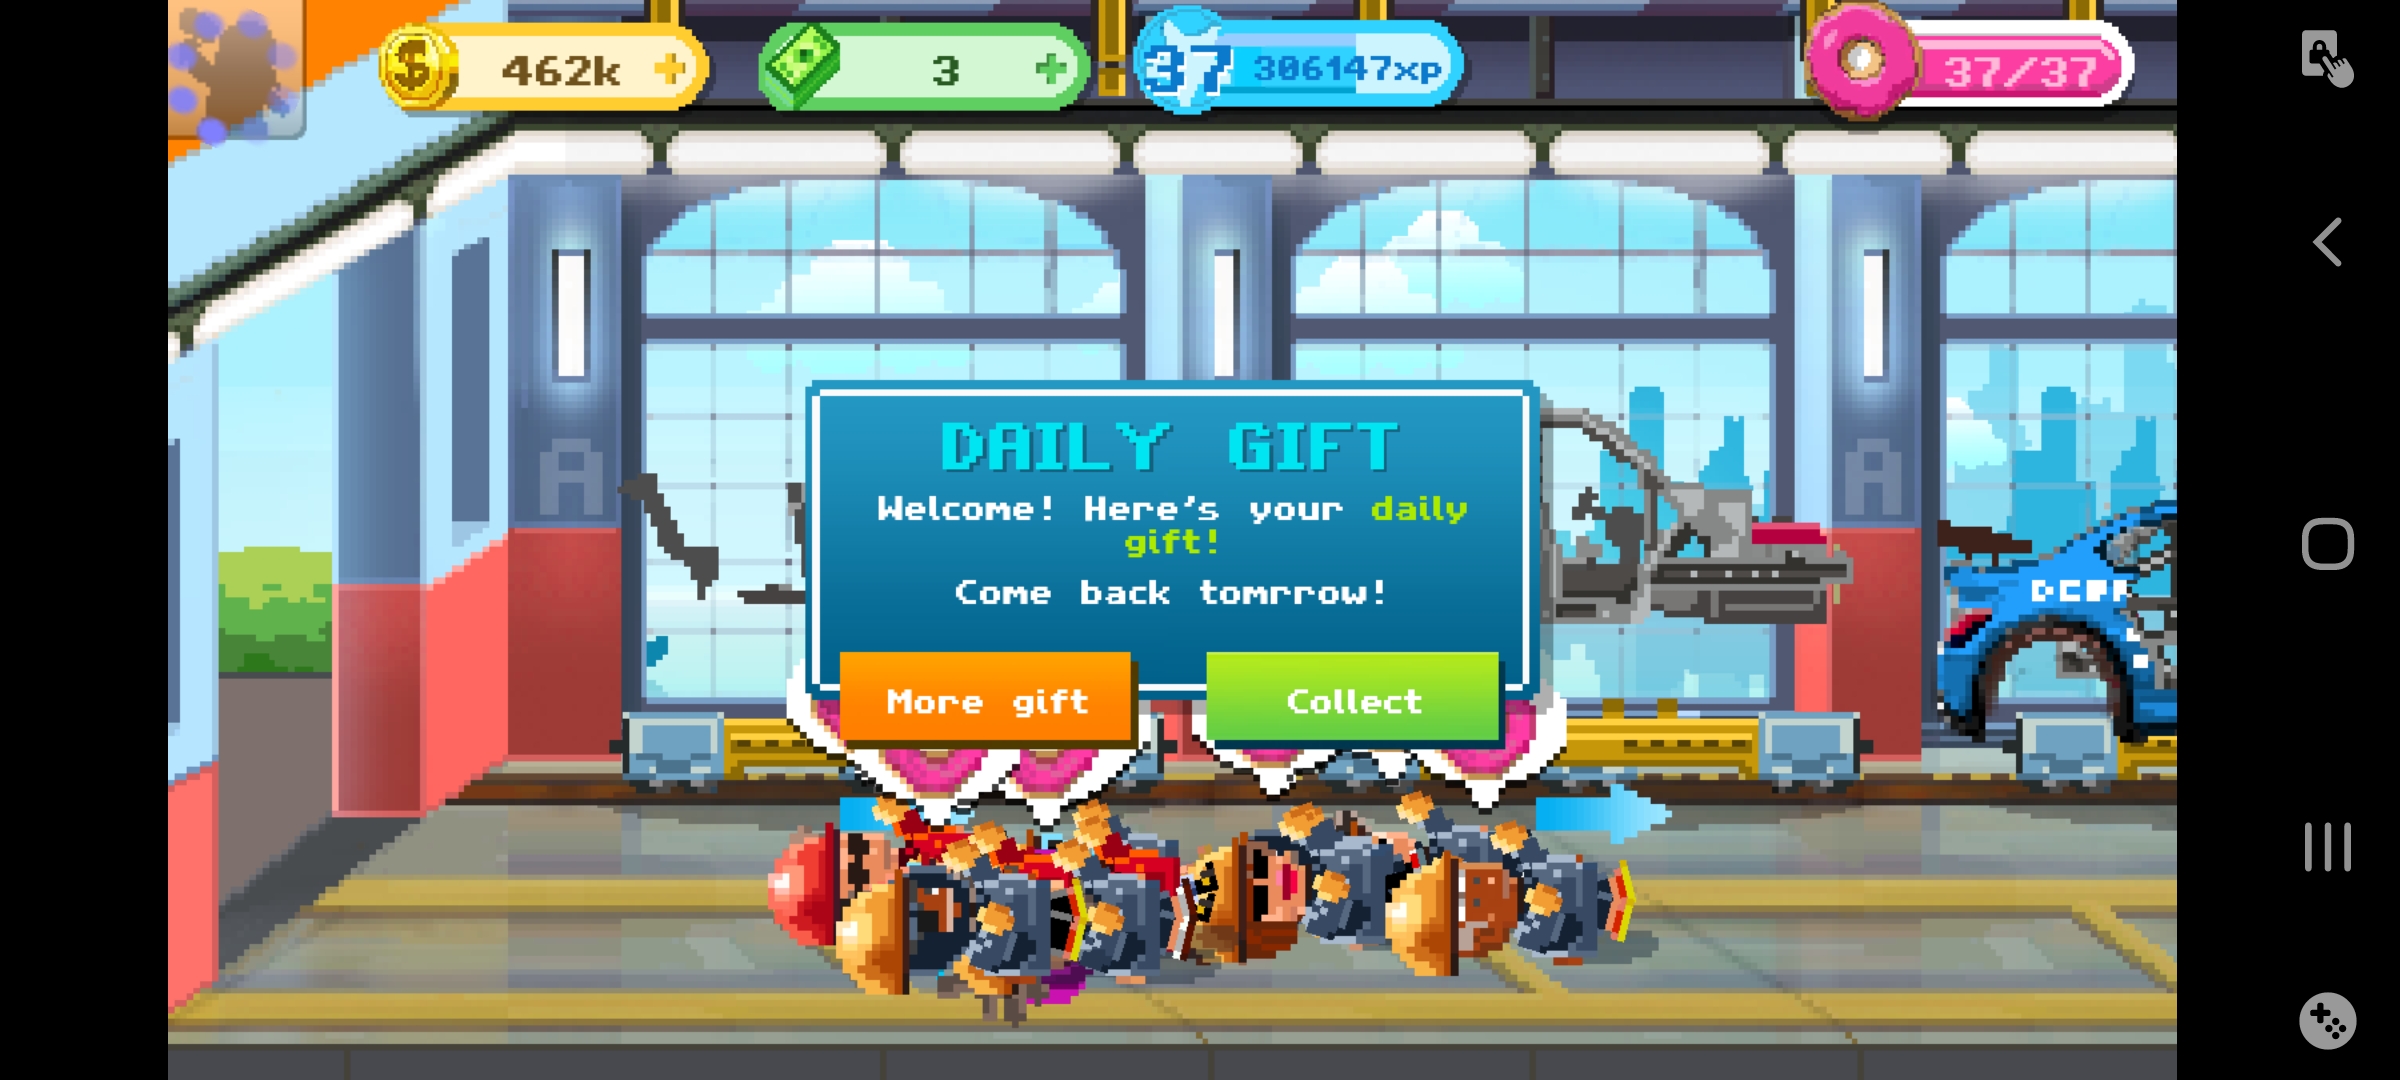 462k
3
37 306147xp
37/37
DAILY GIFT
Welcome! Here's your daily
gift!
Come back tomrrow!
More gift
Collect
A
A